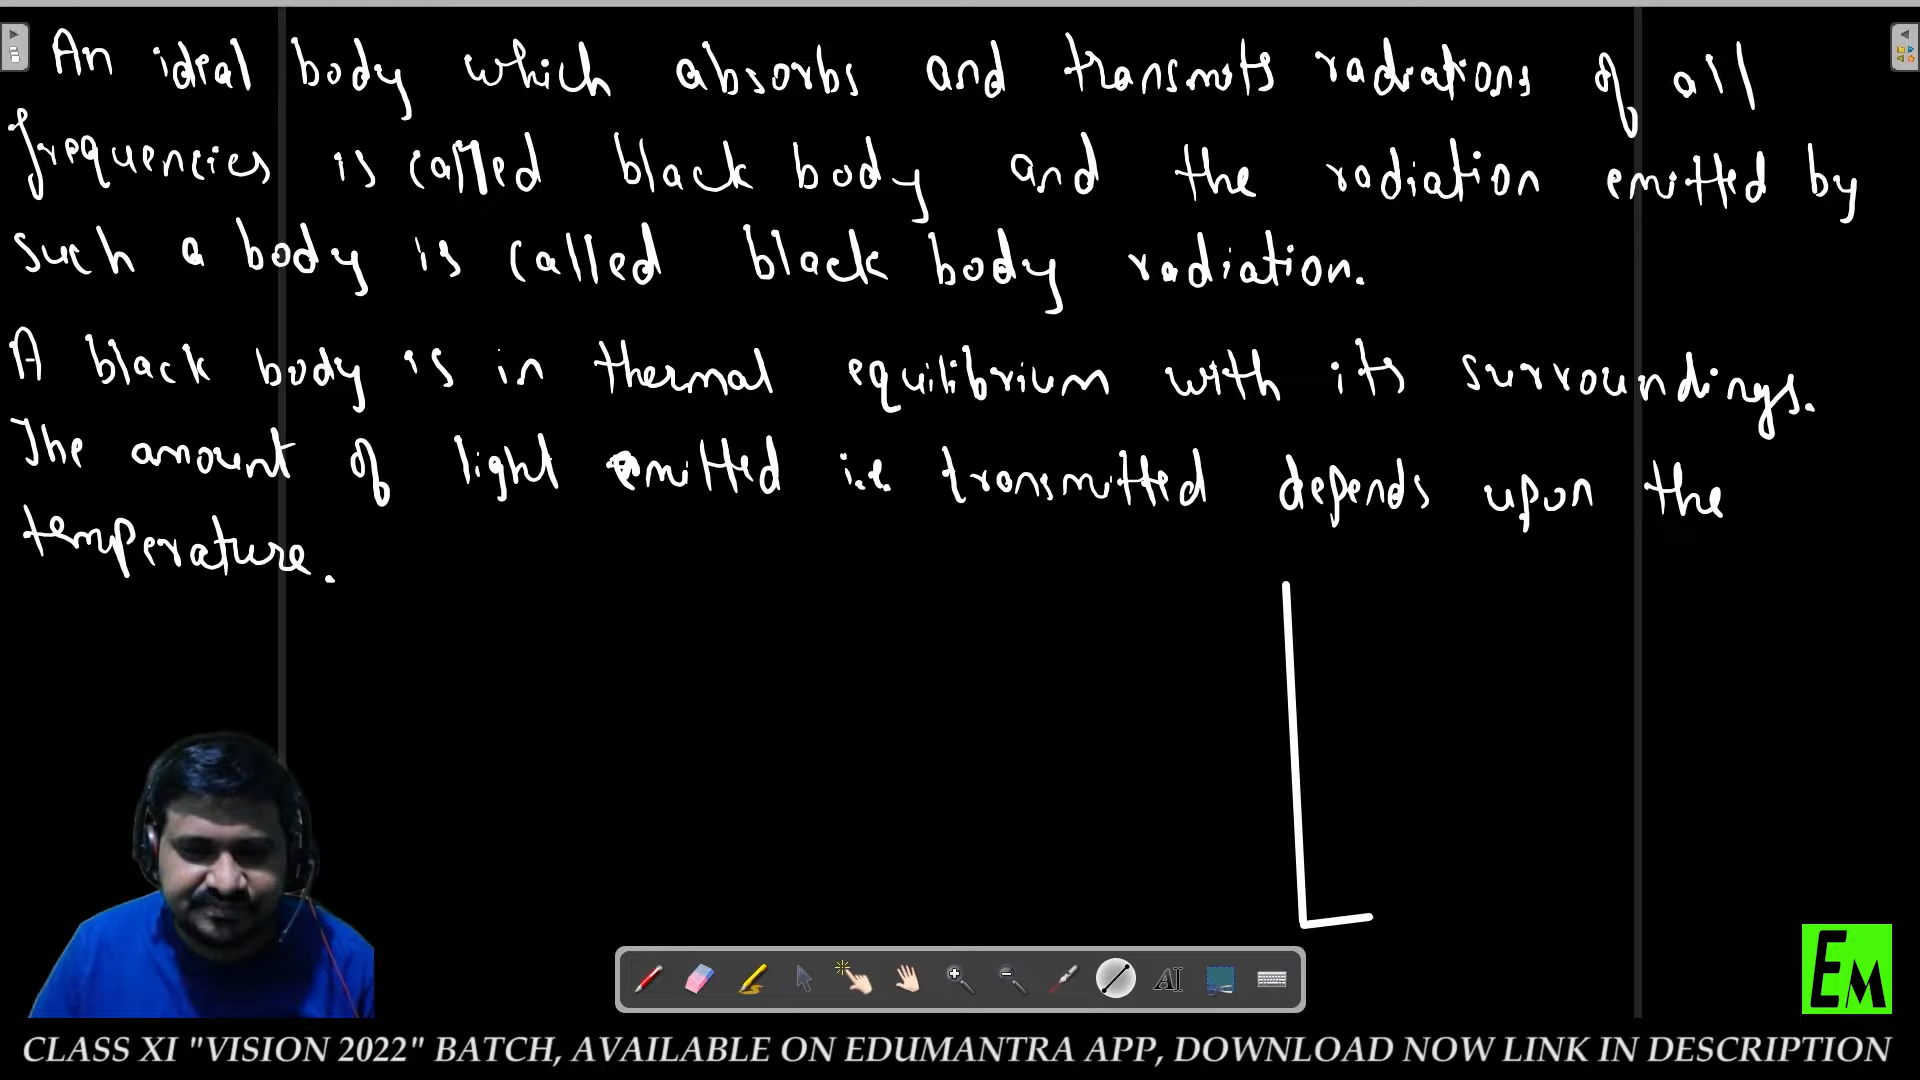 An ideal body which absorbs and transmits radiations of all
frequencies is called black body and the radiation emitted by
such a body is called black body radiation.
A black body is in thermal equilibrium with its surroundings.
The amount of light emitted i.e. transmitted depends upon the
temperature.
AI
EM
CLASS XI "VISION 2022" BATCH, AVAILABLE ON EDUMANTRA APP, DOWNLOAD NOW LINK IN DESCRIPTION